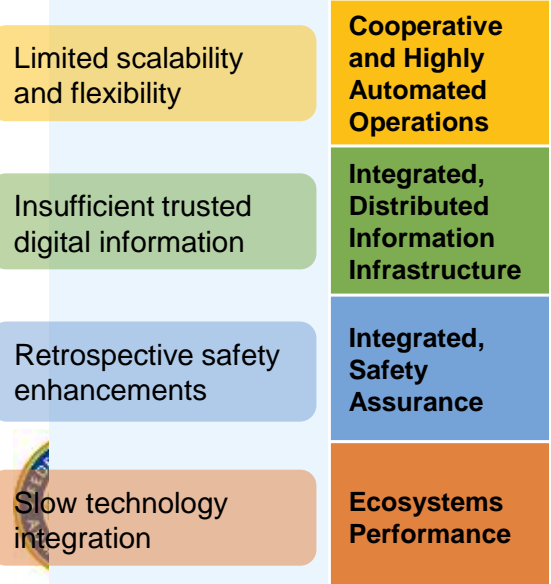 Limited scalability
and flexibility
Cooperative
and Highly
Automated
Operations
Insufficient trusted
digital information
Integrated,
Distributed
Information
Infrastructure
Retrospective safety
enhancements
Integrated,
Safety
Assurance
Slow technology
integration
Ecosystems
Performance